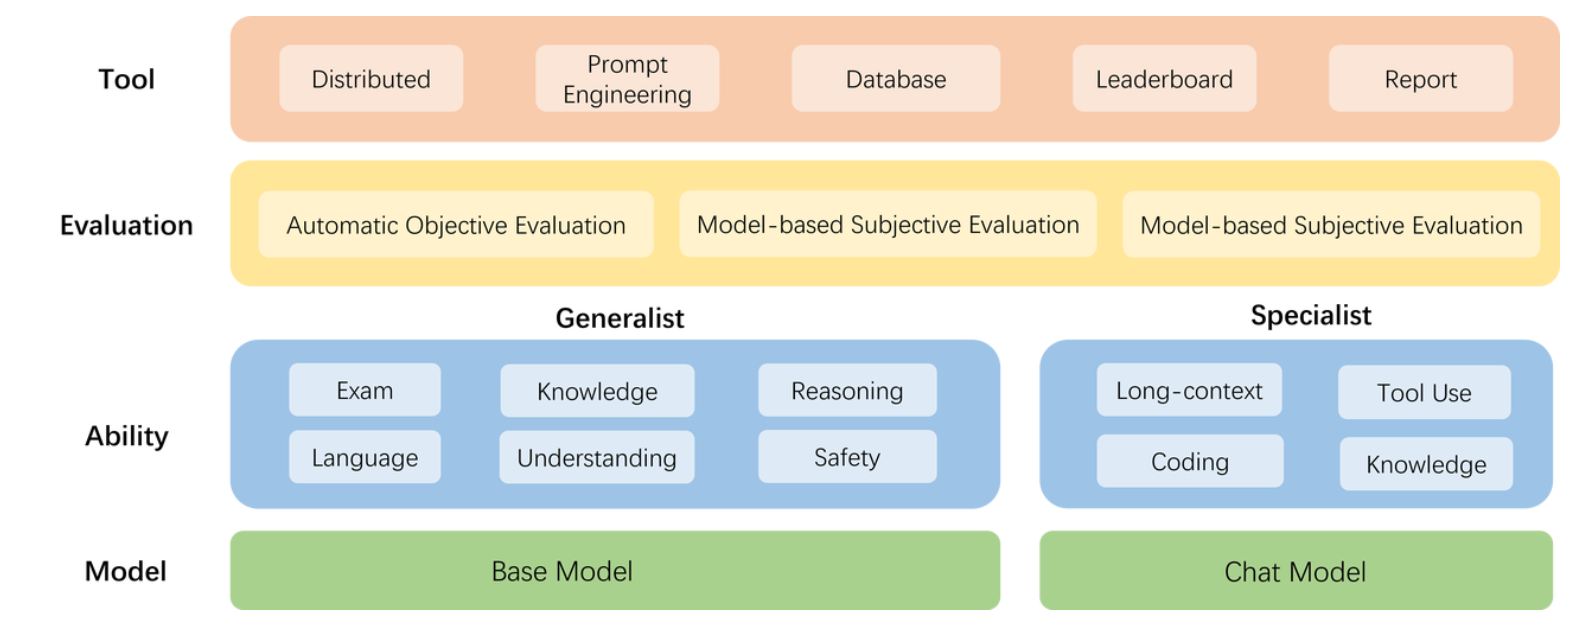 Tool
Distributed
Prompt
Engineering
Database
Leaderboard
Report
Evaluation
Automatic Objective Evaluation
Model-based Subjective Evaluation
Model-based Subjective Evaluation
Generalist
Specialist
Ability
Exam
Knowledge
Reasoning
Language
Understanding
Safety
Long-context
Tool Use
Coding
Knowledge
Model
Base Model
Chat Model